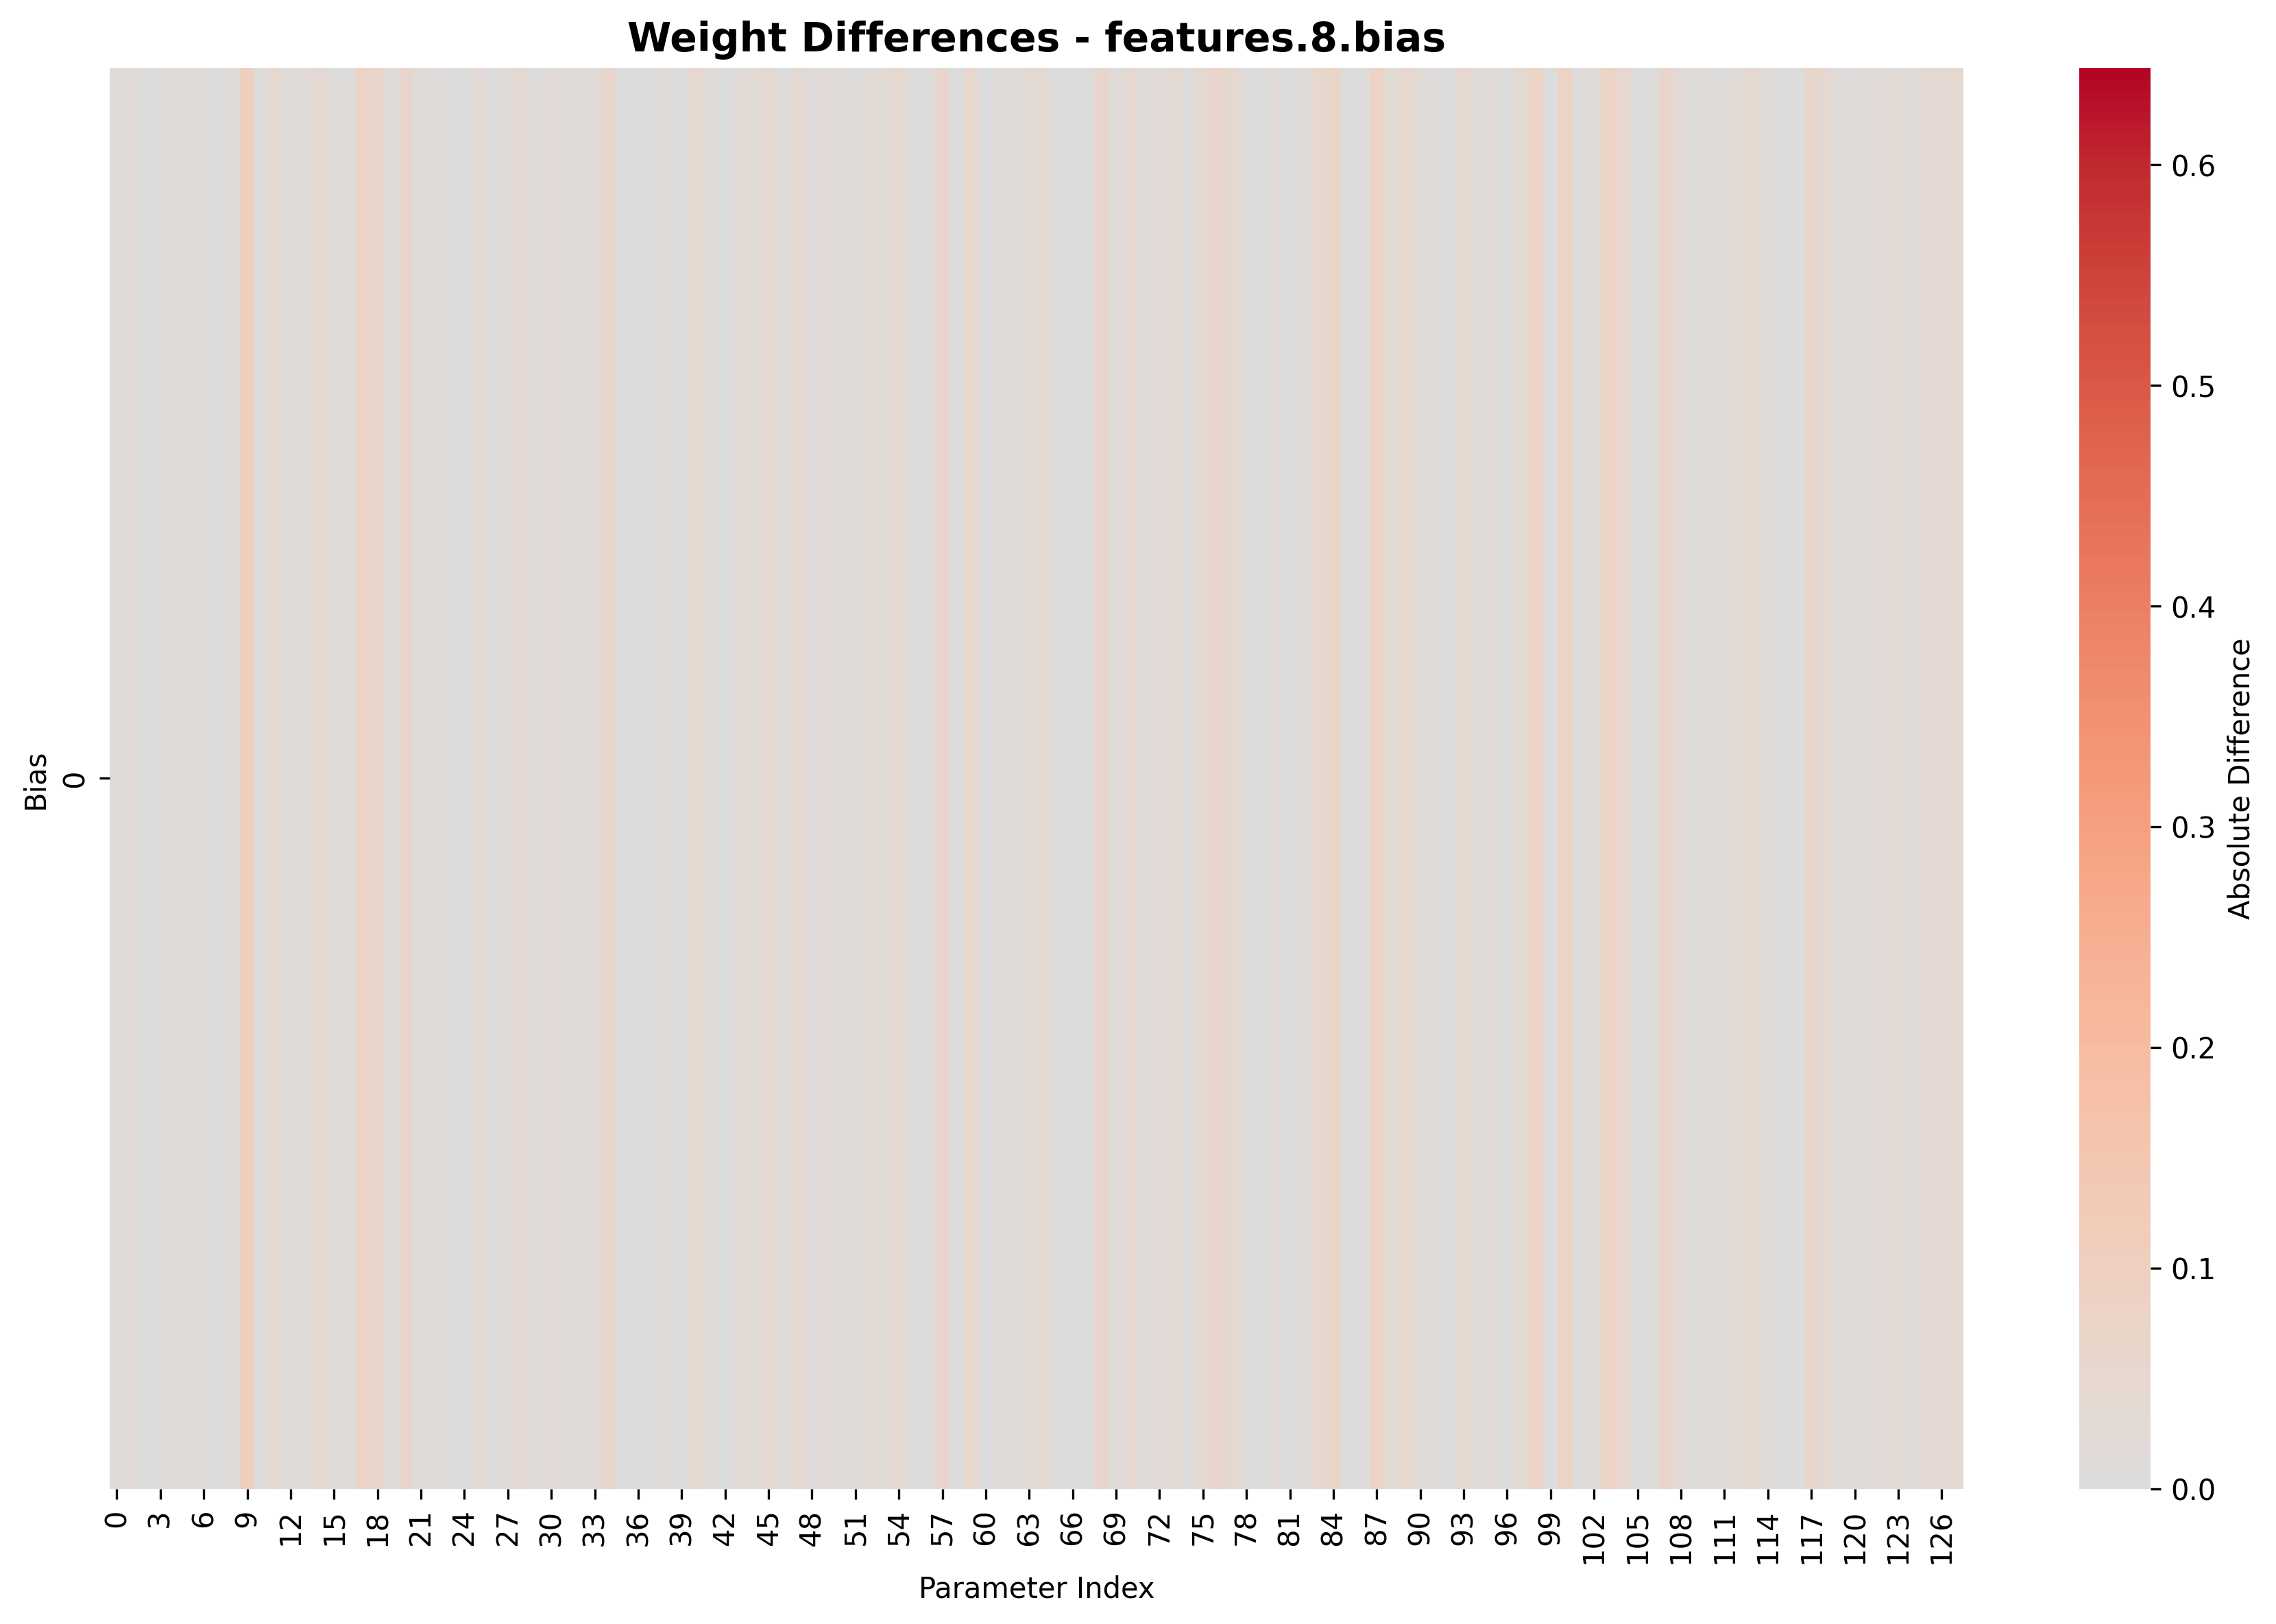 Weight Differences - features.8.bias
Bias
0
0 3 6 9 12 15 18 21 24 27 30 33 36 39 42 45 48 51 54 57 60 63 66 69 72 75 78 81 84 87 90 93 96 99 102 105 108 111 114 117 120 123 126
Parameter Index
0.6
0.5
0.4
0.3
0.2
0.1
0.0
Absolute Difference